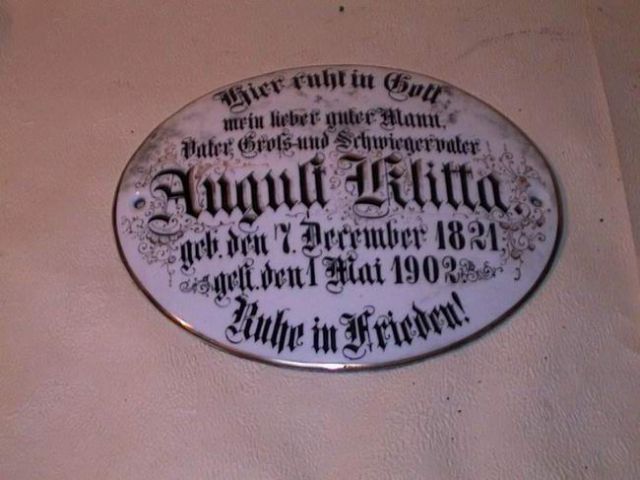 Hier ruht in Gott
mein lieber guter Mann,
Vater, Groß- und Schwiegervater
August Klitta.
geb. den 7. December 1821,
gest. den 1 Mai 1902.
Ruhe in Frieden!